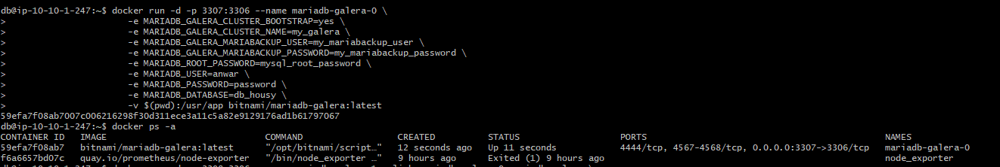 db@ip-10-10-1-247:~$ docker run -d -p 3307:3306 --name mariadb-galera-0 \
> -e MARIADB_GALERA_CLUSTER_BOOTSTRAP=yes \
> -e MARIADB_GALERA_CLUSTER_NAME=my_galera \
> -e MARIADB_GALERA_MARIABACKUP_USER=my_mariabackup_user \
> -e MARIADB_GALERA_MARIABACKUP_PASSWORD=my_mariabackup_password \
> -e MARIADB_ROOT_PASSWORD=mysql_root_password \
> -e MARIADB_USER=anwar \
> -e MARIADB_PASSWORD=password \
> -e MARIADB_DATABASE=db_housy \
> -v $(pwd):/usr/app bitnami/mariadb-galera:latest
59efa7f08ab7007c006216298f30d311ece3a11c5a82e9129176ad1b61797067
db@ip-10-10-1-247:~$ docker ps -a
CONTAINER ID IMAGE COMMAND CREATED STATUS PORTS NAMES
59efa7f08ab7 bitnami/mariadb-galera:latest "/opt/bitnami/script…" 12 seconds ago Up 11 seconds 4444/tcp, 4567-4568/tcp, 0.0.0.0:3307->3306/tcp mariadb-galera-0
f6a6657bd07c quay.io/prometheus/node-exporter "/bin/node_exporter …" 9 hours ago Exited (1) 9 hours ago node_exporter